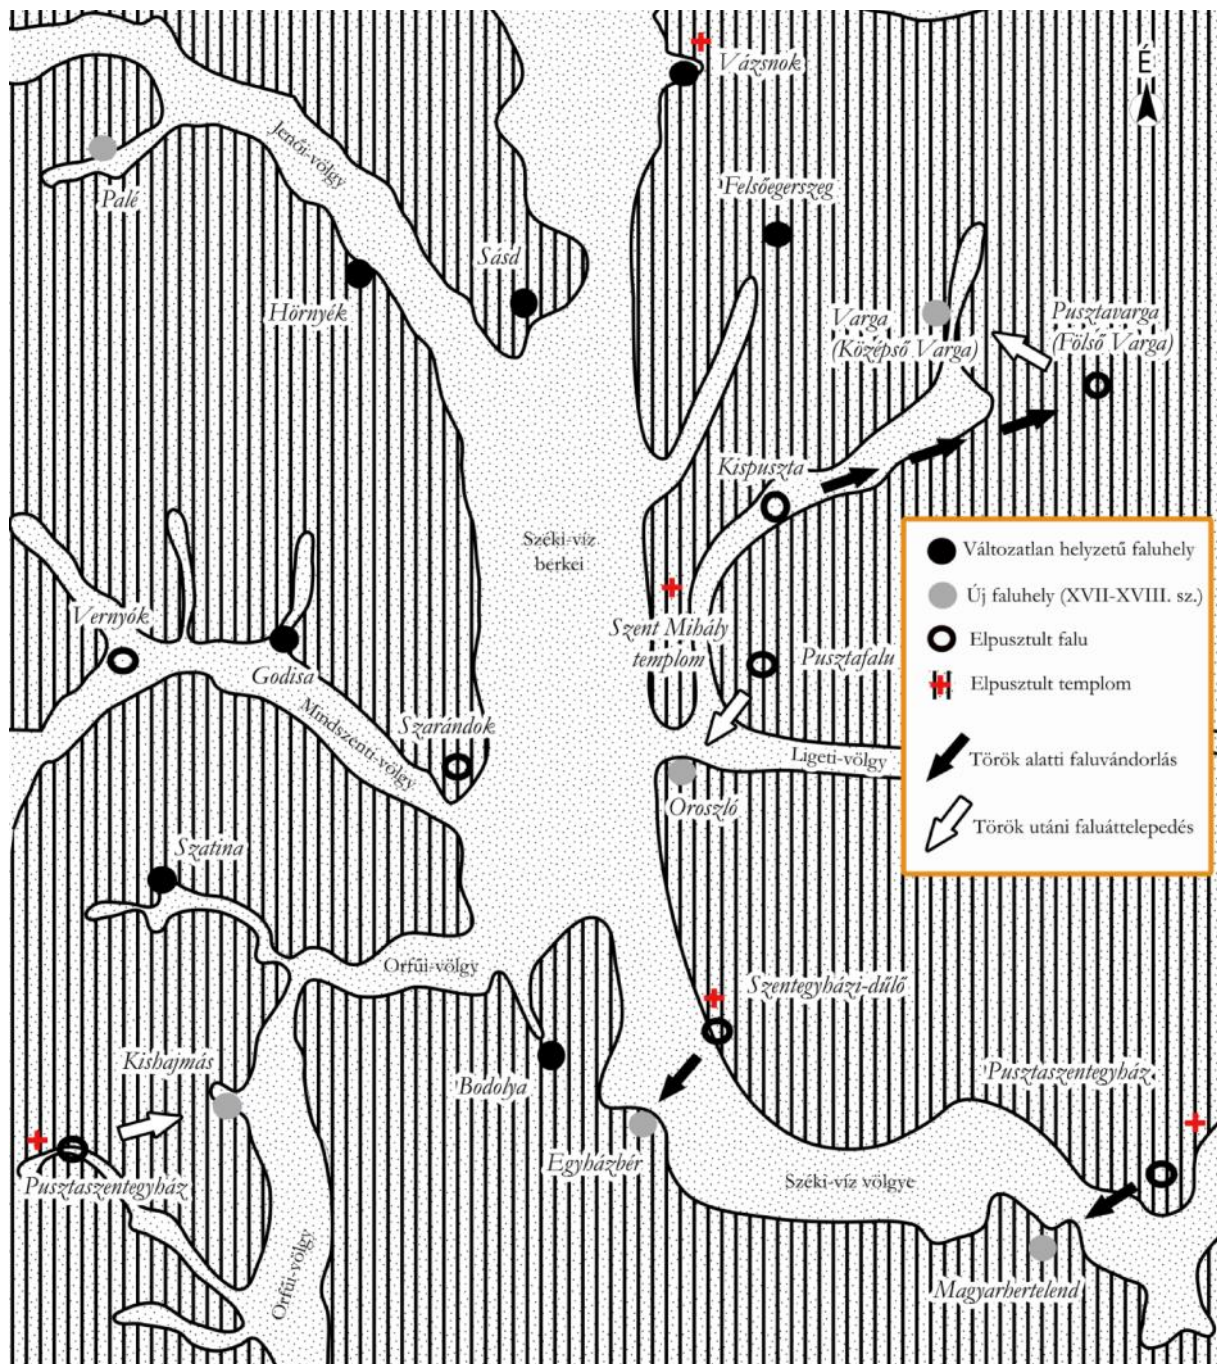 Vázsnok
É
Jenői-völgy
Palé
Felsőegerszeg
Sásd
Hörnyék
Varga
(Középső Varga)
Pusztavarga
(Fölső Varga)
Kispuszta
Széki-víz
berkei
Változatlan helyzetű faluhely
Új faluhely (XVII-XVIII. sz.)
Elpusztult falu
Elpusztult templom
Török alatti faluvándorlás
Török utáni faluáttelepedés
Vernyók
Godisa
Szent Mihály
templom
Pusztafalu
Mindszenti-völgy
Szarándok
Ligeti-völgy
Oroszló
Szatina
Orfűi-völgy
Szentegyházi-dűlő
Kishajmás
Bodolya
Pusztaszentegyház
Egyházbér
Pusztaszentegyház
Széki-víz völgye
Orfűi-völgy
Magyarhertelend